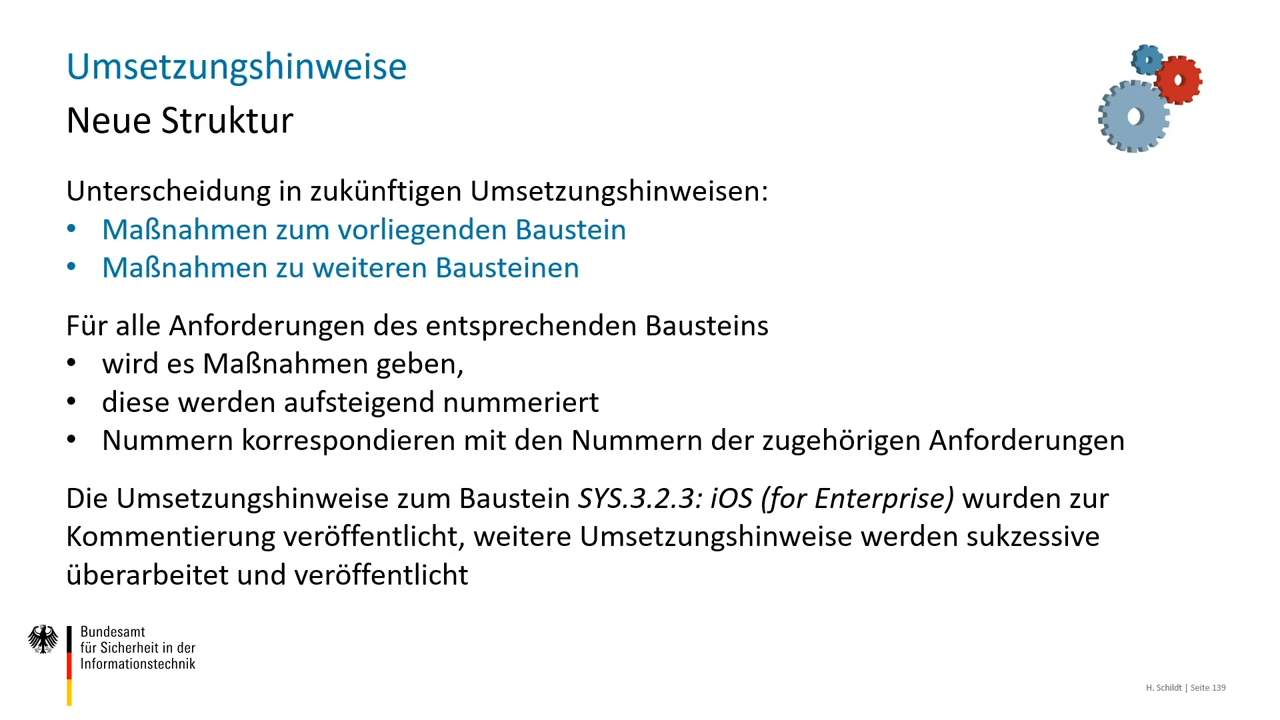 Umsetzungshinweise
Neue Struktur
Unterscheidung in zukünftigen Umsetzungshinweisen:
• Maßnahmen zum vorliegenden Baustein
• Maßnahmen zu weiteren Bausteinen
Für alle Anforderungen des entsprechenden Bausteins
• wird es Maßnahmen geben,
• diese werden aufsteigend nummeriert
• Nummern korrespondieren mit den Nummern der zugehörigen Anforderungen
Die Umsetzungshinweise zum Baustein SYS.3.2.3: iOS (for Enterprise) wurden zur
Kommentierung veröffentlicht, weitere Umsetzungshinweise werden sukzessive
überarbeitet und veröffentlicht
Bundesamt
für Sicherheit in der
Informationstechnik
H. Schildt | Seite 139